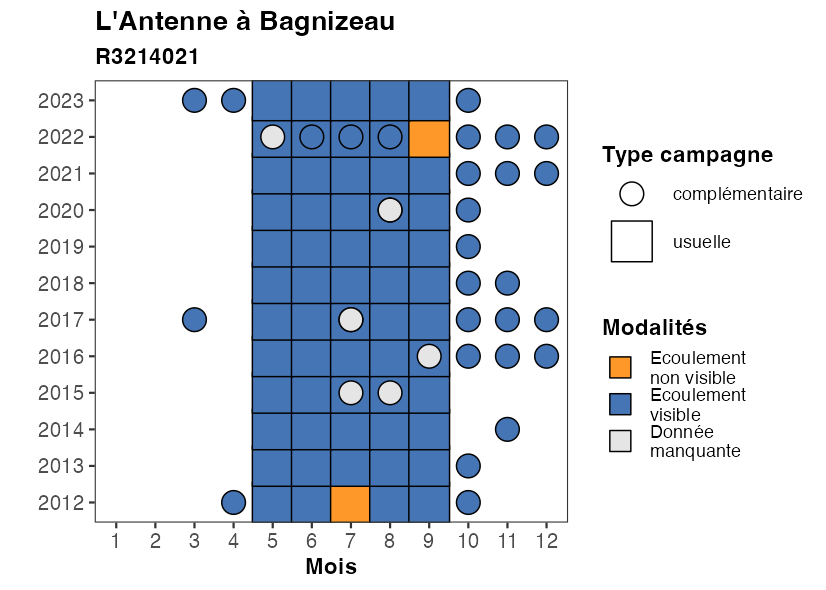 L'Antenne à Bagnizeau
R3214021
2023
2022
2021
2020
2019
2018
2017
2016
2015
2014
2013
2012
1 2 3 4 5 6 7 8 9 10 11 12
Mois
Type campagne
complémentaire
usuelle
Modalités
Ecoulement
non visible
Ecoulement
visible
Donnée
manquante